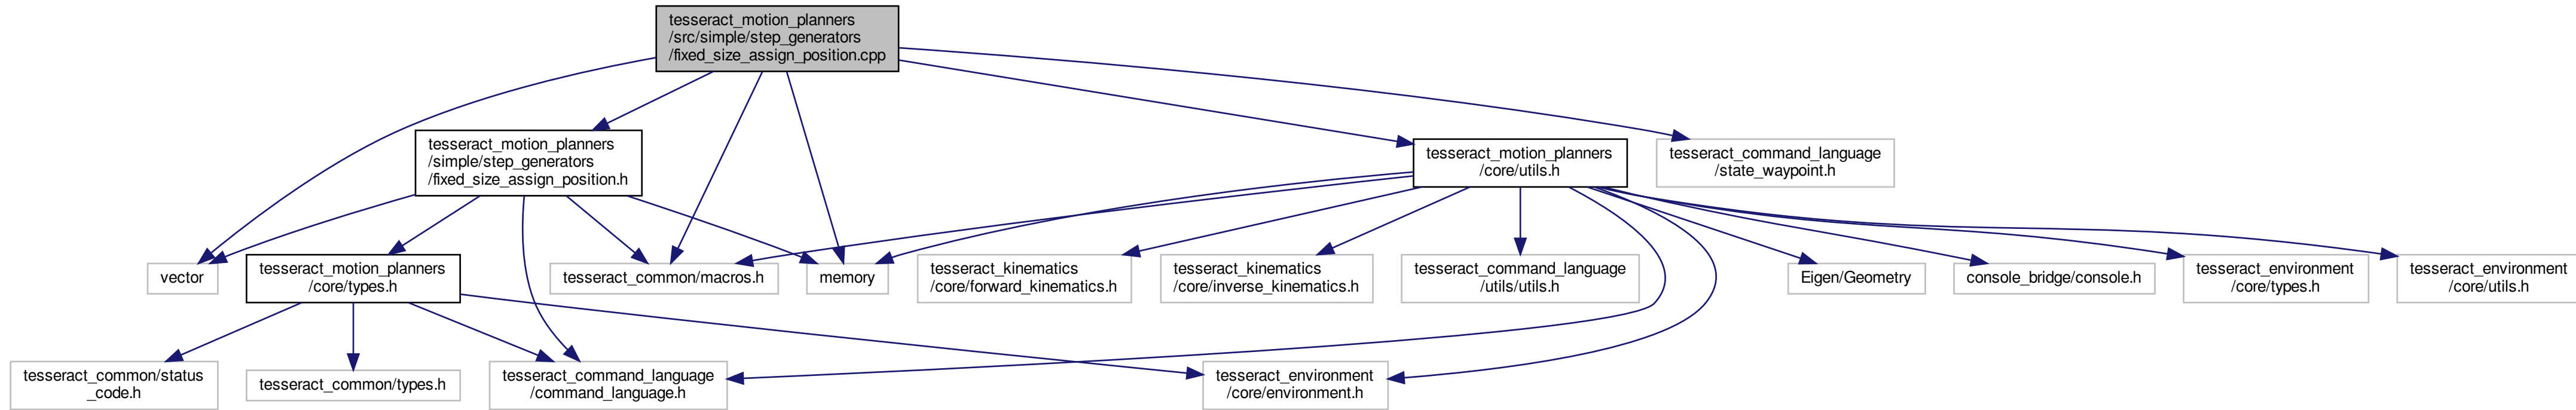 tesseract_motion_planners
/src/simple/step_generators
/fixed_size_assign_position.cpp
tesseract_motion_planners
/simple/step_generators
/fixed_size_assign_position.h
tesseract_motion_planners
/core/utils.h
tesseract_command_language
/state_waypoint.h
vector
tesseract_motion_planners
/core/types.h
tesseract_common/macros.h
memory
tesseract_kinematics
/core/forward_kinematics.h
tesseract_kinematics
/core/inverse_kinematics.h
tesseract_command_language
/utils/utils.h
Eigen/Geometry
console_bridge/console.h
tesseract_environment
/core/types.h
tesseract_environment
/core/utils.h
tesseract_common/status
_code.h
tesseract_common/types.h
tesseract_command_language
/command_language.h
tesseract_environment
/core/environment.h